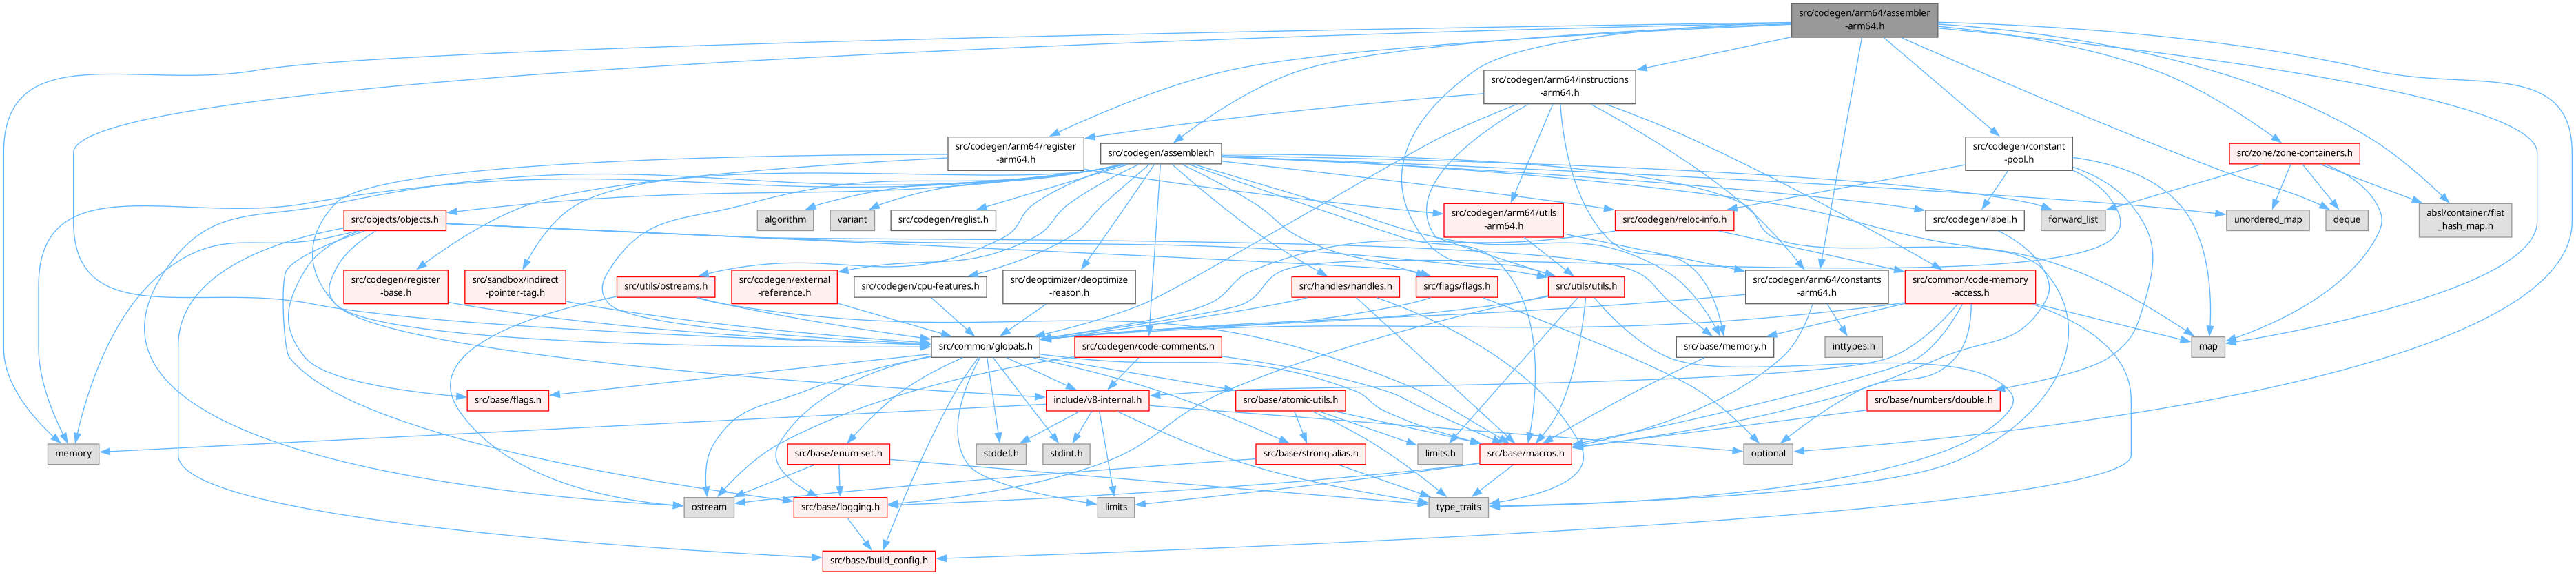 src/codegen/arm64/assembler
-arm64.h
src/codegen/arm64/instructions
-arm64.h
src/codegen/arm64/register
-arm64.h
src/codegen/assembler.h
src/codegen/constant
-pool.h
src/zone/zone-containers.h
src/objects/objects.h
algorithm
variant
src/codegen/reglist.h
src/codegen/arm64/utils
-arm64.h
src/codegen/reloc-info.h
src/codegen/label.h
forward_list
unordered_map
deque
absl/container/flat
_hash_map.h
src/codegen/register
-base.h
src/sandbox/indirect
-pointer-tag.h
src/utils/ostreams.h
src/codegen/external
-reference.h
src/codegen/cpu-features.h
src/deoptimizer/deoptimize
-reason.h
src/handles/handles.h
src/flags/flags.h
src/utils/utils.h
src/codegen/arm64/constants
-arm64.h
src/common/code-memory
-access.h
src/common/globals.h
src/codegen/code-comments.h
src/base/memory.h
inttypes.h
map
src/base/flags.h
include/v8-internal.h
src/base/atomic-utils.h
src/base/numbers/double.h
memory
src/base/enum-set.h
stddef.h
stdint.h
src/base/strong-alias.h
limits.h
src/base/macros.h
optional
ostream
src/base/logging.h
limits
type_traits
src/base/build_config.h